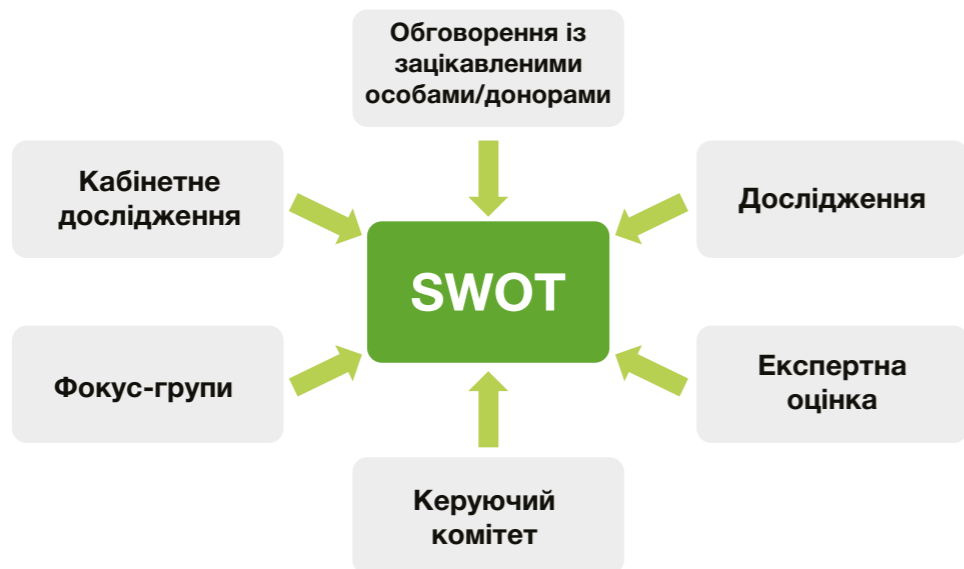 Обговорення із
зацікавленими
особами/донорами
Кабінетне
дослідження
Дослідження
SWOT
Фокус-групи
Експертна
оцінка
Керуючий
комітет